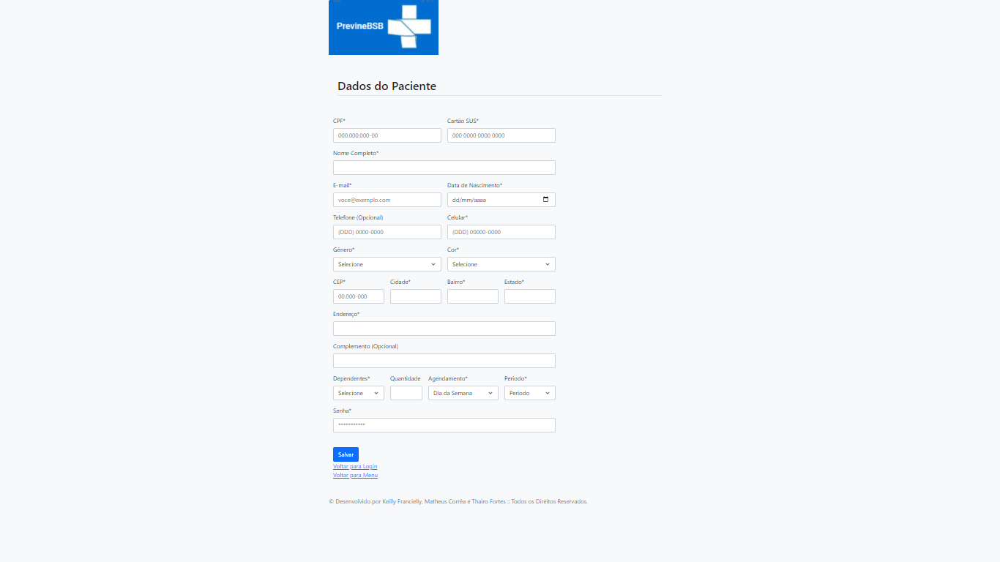 PrevineBSB
Dados do Paciente
CPF* Cartão SUS*
000.000.000-00 000 0000 0000 0000
Nome Completo*
E-mail* Data de Nascimento*
voce@exemplo.com dd/mm/aaaa
Telefone (Opcional) Celular*
(DDD) 0000-0000 (DDD) 00000-0000
Gênero* Cor*
Selecione Selecione
CEP* Cidade* Bairro* Estado*
00.000-000
Endereço*
Complemento (Opcional)
Dependentes* Quantidade Agendamento* Período*
Selecione Dia da Semana Período
Senha*
***********
Salvar
Voltar para Login
Voltar para Menu
© Desenvolvido por Keilly Francielly, Matheus Corrêa e Thairo Fortes :: Todos os Direitos Reservados.